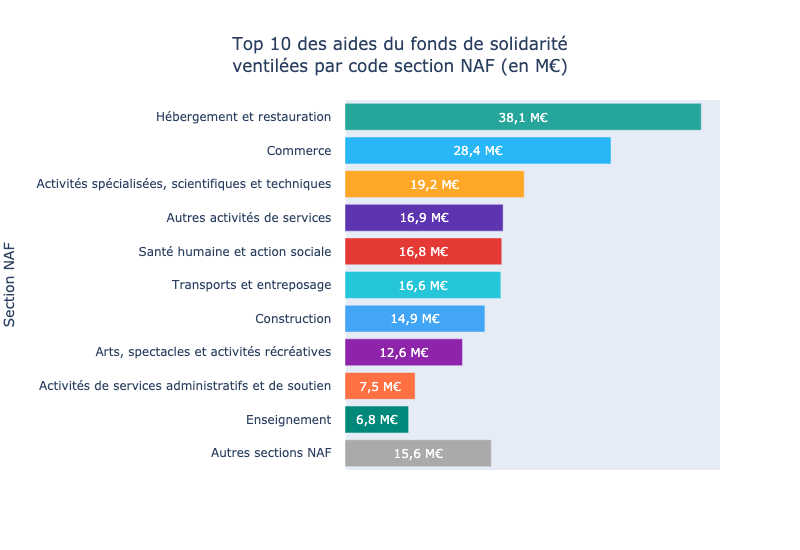 Top 10 des aides du fonds de solidarité
ventilées par code section NAF (en M€)
Section NAF
Hébergement et restauration 38,1 M€
Commerce 28,4 M€
Activités spécialisées, scientifiques et techniques 19,2 M€
Autres activités de services 16,9 M€
Santé humaine et action sociale 16,8 M€
Transports et entreposage 16,6 M€
Construction 14,9 M€
Arts, spectacles et activités récréatives 12,6 M€
Activités de services administratifs et de soutien 7,5 M€
Enseignement 6,8 M€
Autres sections NAF 15,6 M€